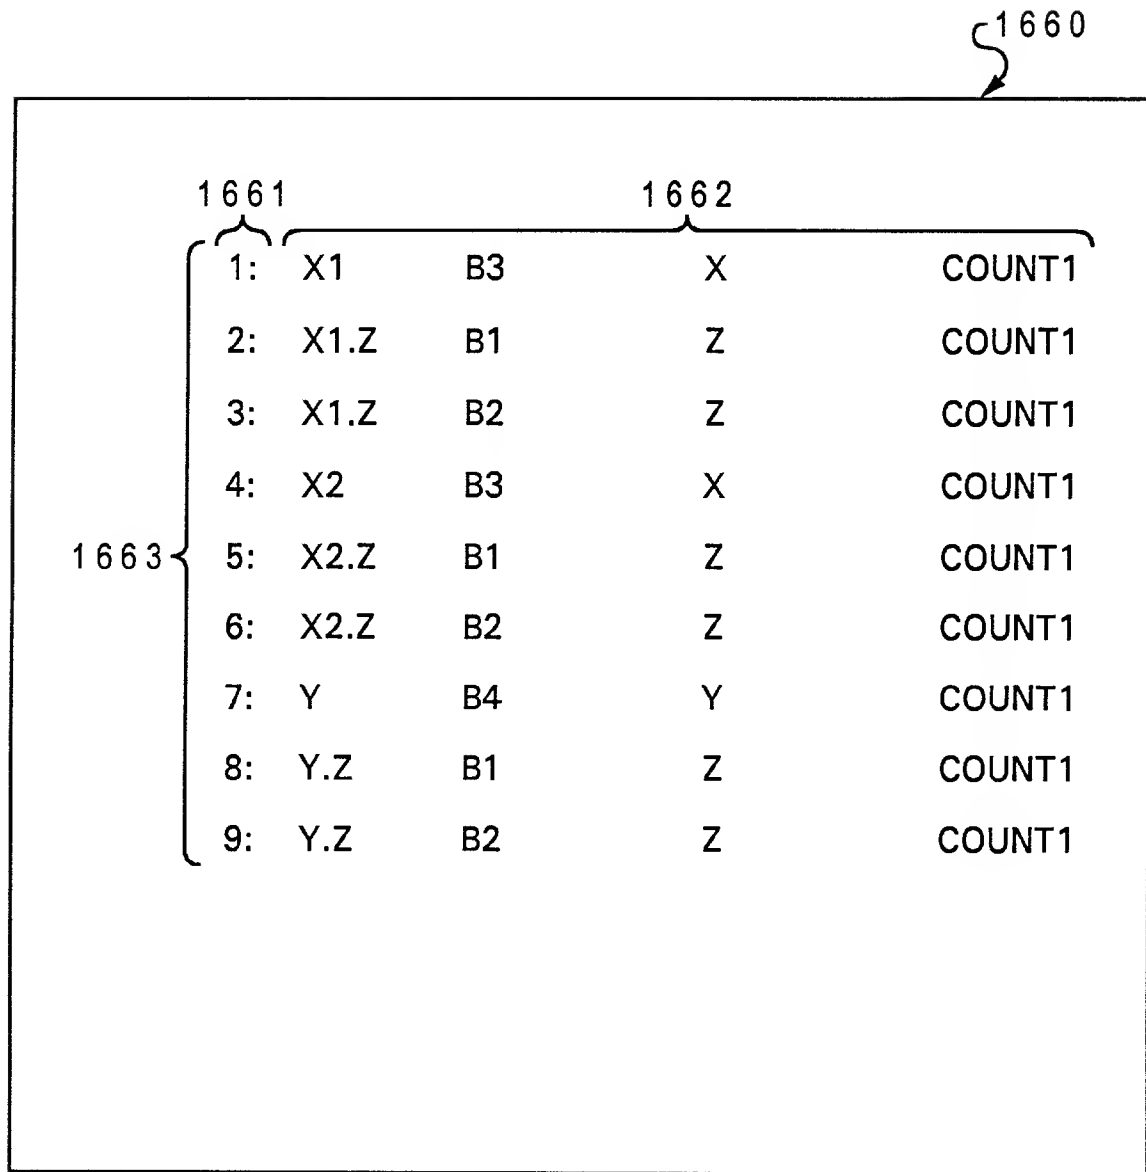 1660
1661 1662
1: X1 B3 X COUNT1
2: X1.Z B1 Z COUNT1
3: X1.Z B2 Z COUNT1
4: X2 B3 X COUNT1
1663 5: X2.Z B1 Z COUNT1
6: X2.Z B2 Z COUNT1
7: Y B4 Y COUNT1
8: Y.Z B1 Z COUNT1
9: Y.Z B2 Z COUNT1